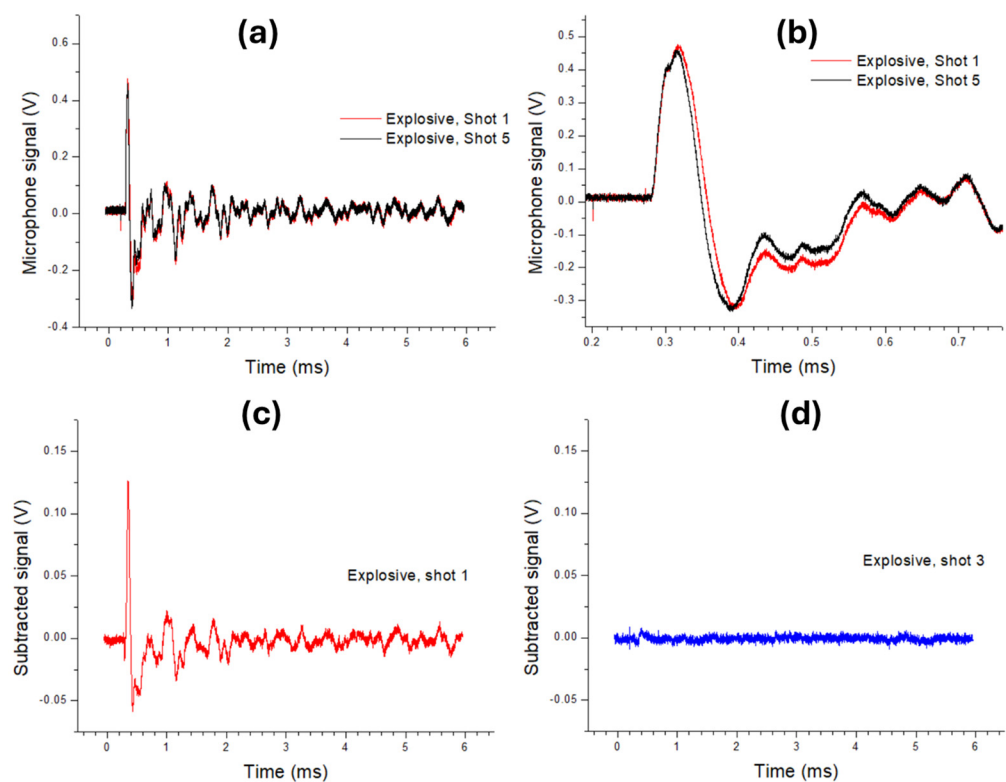 (a)
0.6
0.4
0.2
0.0
-0.2
-0.4
Microphone signal (V)
Explosive, Shot 1
Explosive, Shot 5
0 1 2 3 4 5 6
Time (ms)
(b)
0.5
0.4
0.3
0.2
0.1
0.0
-0.1
-0.2
-0.3
Microphone signal (V)
Explosive, Shot 1
Explosive, Shot 5
0.2 0.3 0.4 0.5 0.6 0.7
Time (ms)
(c)
0.15
0.10
0.05
0.00
-0.05
Subtracted signal (V)
Explosive, shot 1
0 1 2 3 4 5 6
Time (ms)
(d)
0.15
0.10
0.05
0.00
-0.05
Subtracted signal (V)
Explosive, shot 3
0 1 2 3 4 5 6
Time (ms)